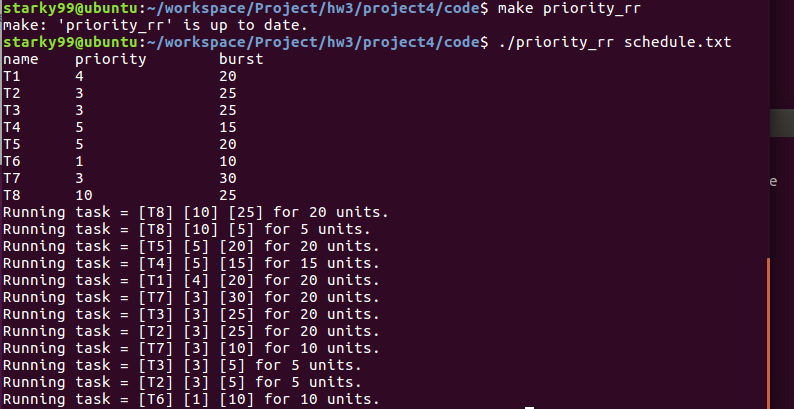 starky99@ubuntu:~/workspace/Project/hw3/project4/code$ make priority_rr
make: 'priority_rr' is up to date.
starky99@ubuntu:~/workspace/Project/hw3/project4/code$ ./priority_rr schedule.txt
name priority burst
T1 4 20
T2 3 25
T3 3 25
T4 5 15
T5 5 20
T6 1 10
T7 3 30
T8 10 25
Running task = [T8] [10] [25] for 20 units.
Running task = [T8] [10] [5] for 5 units.
Running task = [T5] [5] [20] for 20 units.
Running task = [T4] [5] [15] for 15 units.
Running task = [T1] [4] [20] for 20 units.
Running task = [T7] [3] [30] for 20 units.
Running task = [T3] [3] [25] for 20 units.
Running task = [T2] [3] [25] for 20 units.
Running task = [T7] [3] [10] for 10 units.
Running task = [T3] [3] [5] for 5 units.
Running task = [T2] [3] [5] for 5 units.
Running task = [T6] [1] [10] for 10 units.